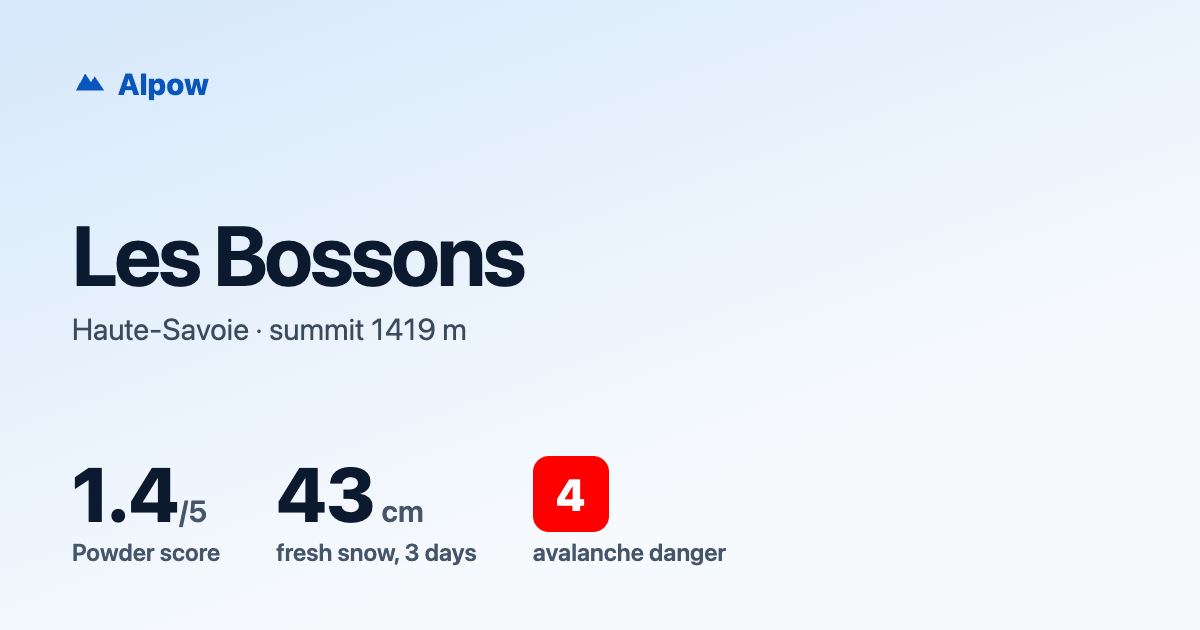 Alpow
Les Bossons
Haute-Savoie · summit 1419 m
1.4/5
Powder score
43 cm
fresh snow, 3 days
4
avalanche danger